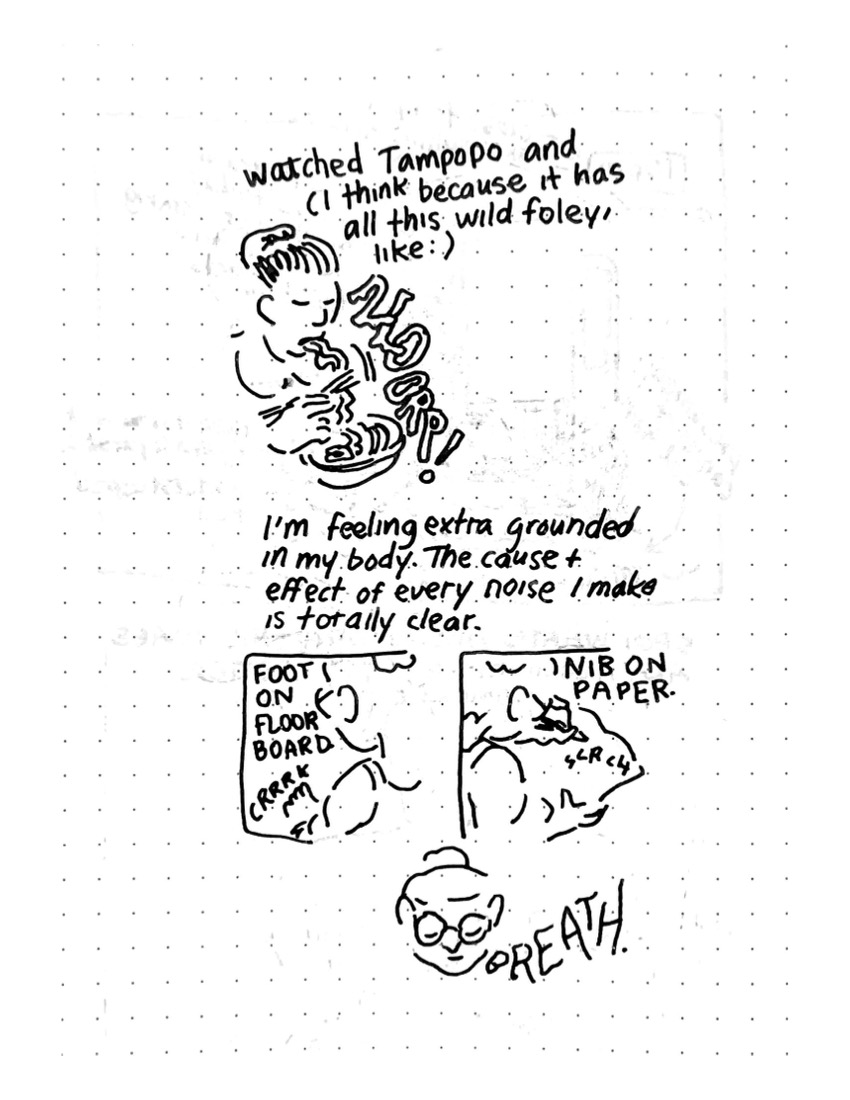 watched Tampopo and
(I think because it has
all this wild foley,
like:)
I'm feeling extra grounded
in my body. The cause +
effect of every noise I make
is totally clear.
FOOT
ON
FLOOR
BOARD.
CRRRK
NIB ON
PAPER.
SCRCH
BREATH.